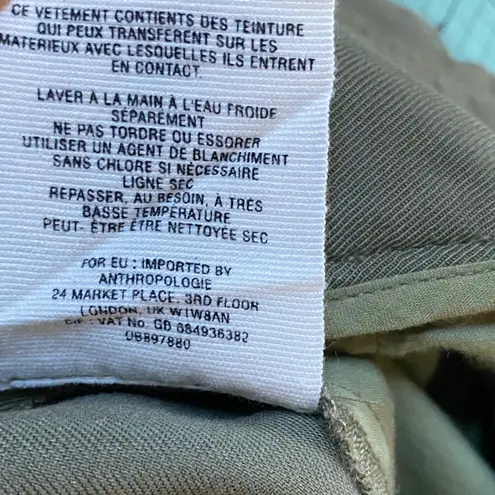 CE VETEMENT CONTIENTS DES TEINTURE
QUI PEUX TRANSFERENT SUR LES
MATERIEUX AVEC LESQUELLES ILS ENTRENT
EN CONTACT.
LAVER À LA MAIN À L'EAU FROIDE
SÉPARÉMENT
NE PAS TORDRE OU ESSORER
UTILISER UN AGENT DE BLANCHIMENT
SANS CHLORE SI NÉCESSAIRE
LIGNE SEC
REPASSER, AU BESOIN, À TRÈS
BASSE TEMPÉRATURE
PEUT- ÊTRE ÊTRE NETTOYÉE SEC
FOR EU : IMPORTED BY
ANTHROPOLOGIE
24 MARKET PLACE, 3RD FLOOR
LONDON, UK W1W8AN
CIF : VAT No GB 684936382
OB897880